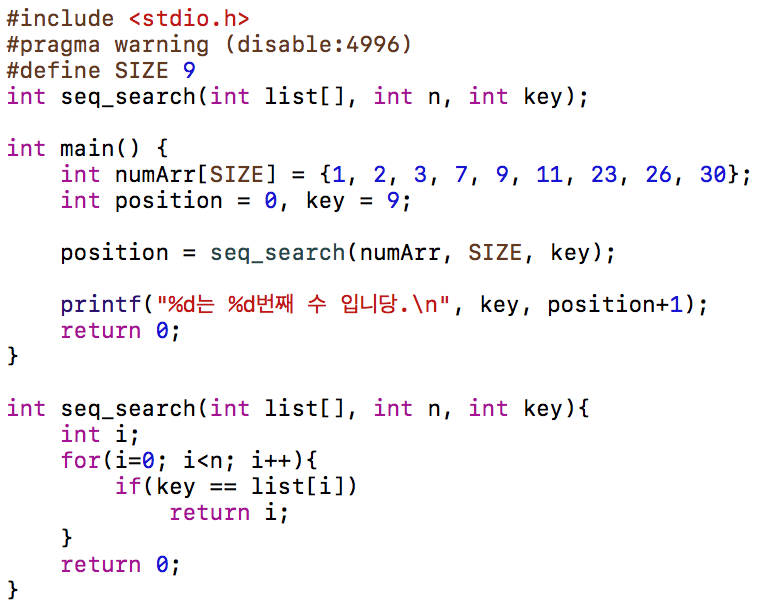 #include <stdio.h>
#pragma warning (disable:4996)
#define SIZE 9
int seq_search(int list[], int n, int key);
int main() {
int numArr[SIZE] = {1, 2, 3, 7, 9, 11, 23, 26, 30};
int position = 0, key = 9;
position = seq_search(numArr, SIZE, key);
printf("%d는 %d번째 수 입니당.\n", key, position+1);
return 0;
}
int seq_search(int list[], int n, int key){
int i;
for(i=0; i<n; i++){
if(key == list[i])
return i;
}
return 0;
}